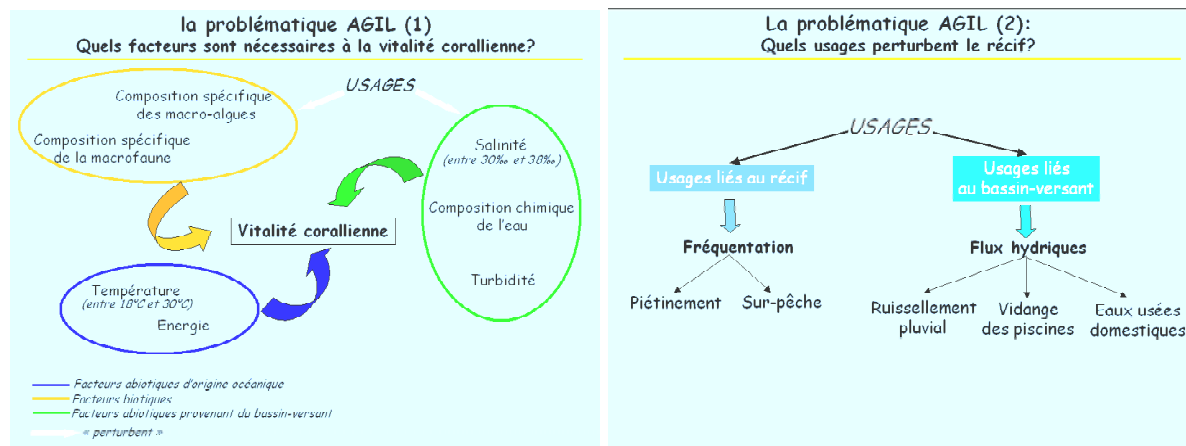 la problématique AGIL (1)
Quels facteurs sont nécessaires à la vitalité corallienne?
USAGES
Composition spécifique
des macro-algues
Composition spécifique
de la macrofaune
Salinité
(entre 30‰ et 38‰)
Composition chimique
de l'eau
Turbidité
Vitalité corallienne
Température
(entre 18°C et 30°C)
Energie
Facteurs abiotiques d'origine océanique
Facteurs biotiques
Facteurs abiotiques provenant du bassin-versant
« perturbent »
La problématique AGIL (2):
Quels usages perturbent le récif?
USAGES
Usages liés au récif
Usages liés
au bassin-versant
Fréquentation
Flux hydriques
Piétinement
Sur-pêche
Ruissellement
pluvial
Vidange
des piscines
Eaux usées
domestiques